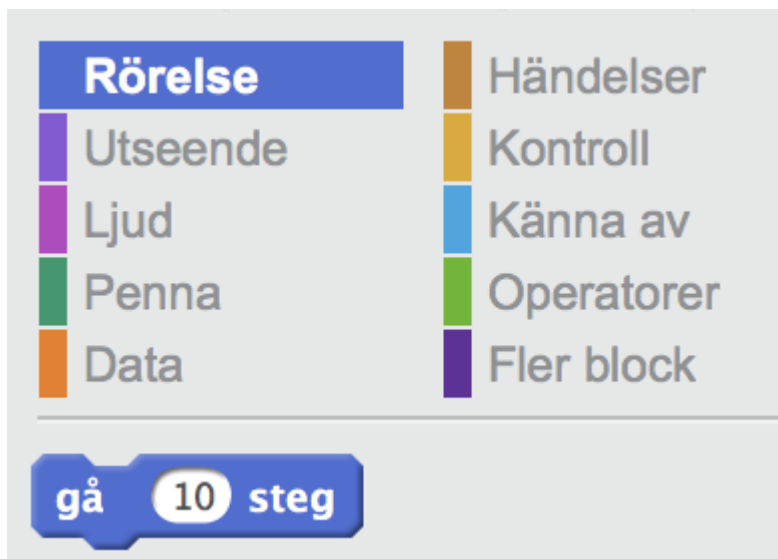 Rörelse
Utseende
Ljud
Penna
Data
Händelser
Kontroll
Känna av
Operatorer
Fler block
gå 10 steg